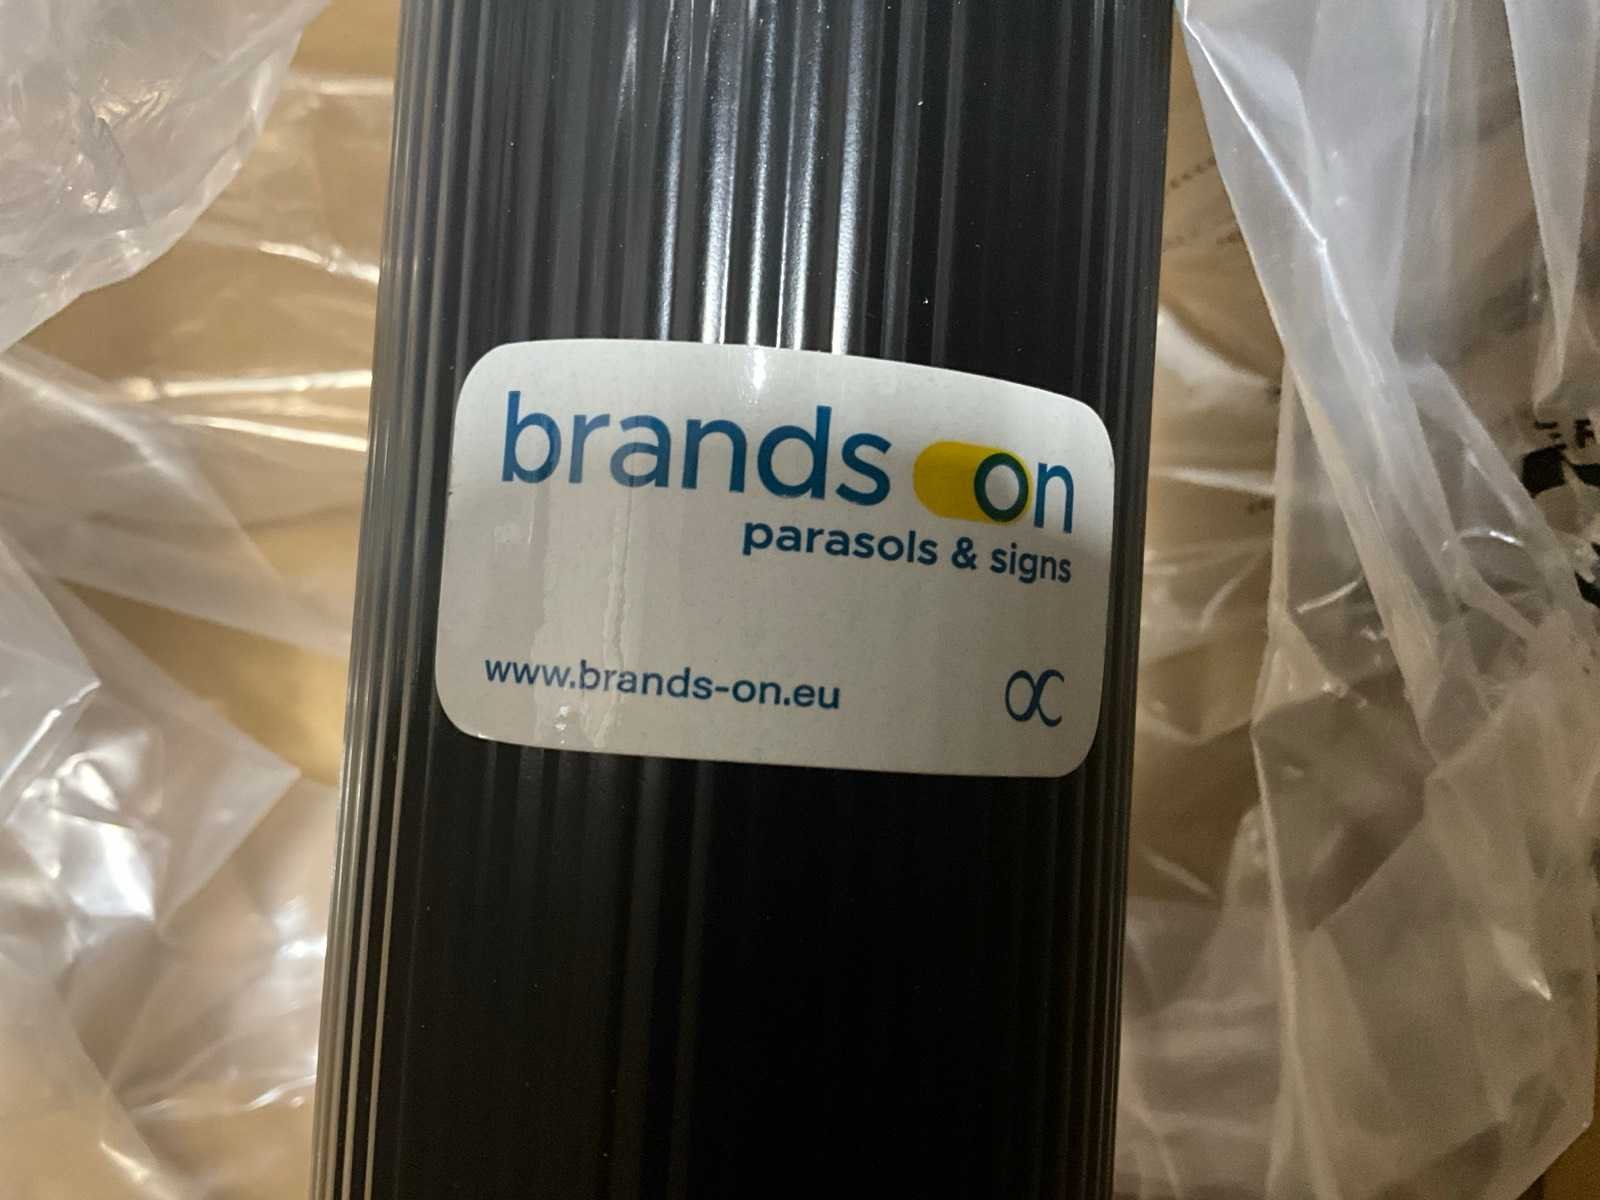 brands on
parasols & signs
www.brands-on.eu